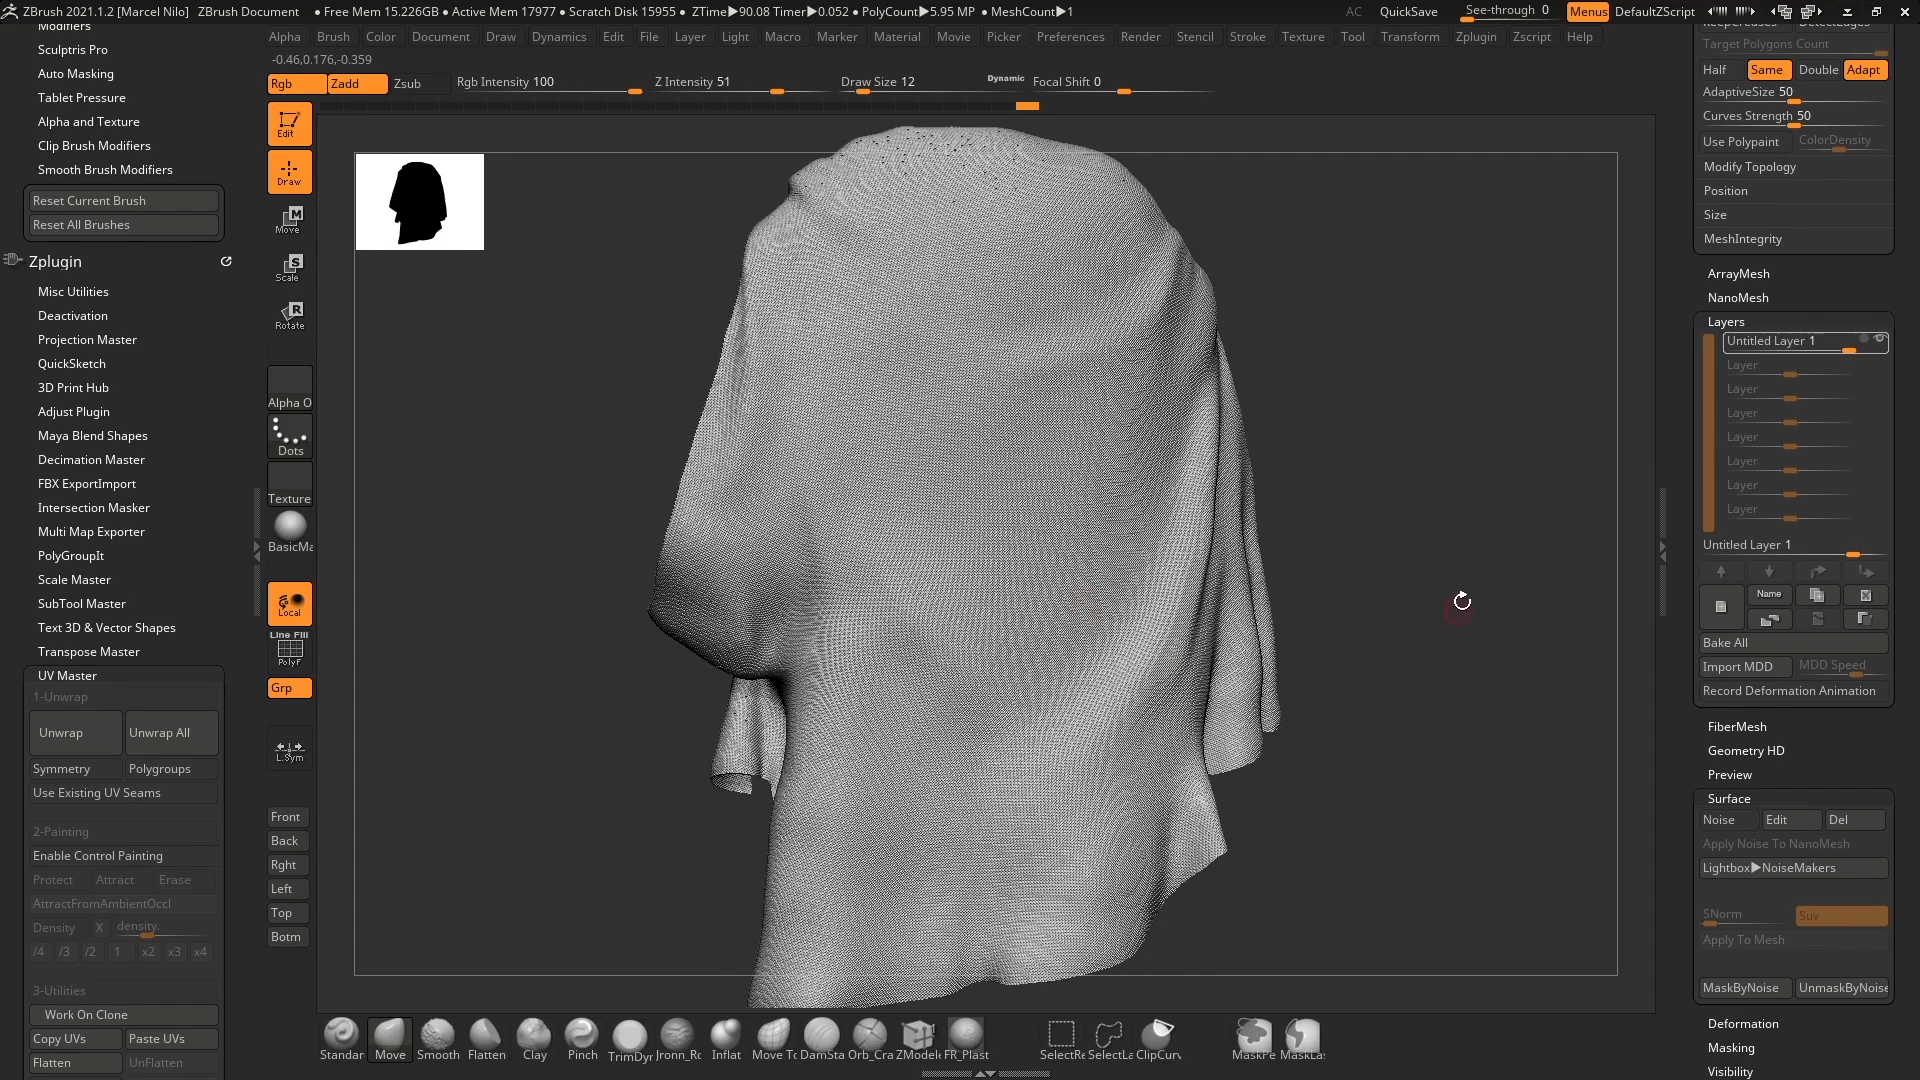 ZBrush 2021.1.2 [Marcel Nilo] ZBrush Document • Free Mem 15.226GB • Active Mem 17977 • Scratch Disk 15955 • ZTime▶90.08 Timer▶0.052 • PolyCount▶5.95 MP • MeshCount▶1 AC QuickSave See-through 0 Menus DefaultZScript
Alpha Brush Color Document Draw Dynamics Edit File Layer Light Macro Marker Material Movie Picker Preferences Render Stencil Stroke Texture Tool Transform Zplugin Zscript Help
-0.46,0.176,-0.359
Rgb Zadd Zsub Rgb Intensity 100 Z Intensity 51 Draw Size 12 Dynamic Focal Shift 0
Modifiers
Sculptris Pro
Auto Masking
Tablet Pressure
Alpha and Texture
Clip Brush Modifiers
Smooth Brush Modifiers
Reset Current Brush
Reset All Brushes
Zplugin
Misc Utilities
Deactivation
Projection Master
QuickSketch
3D Print Hub
Adjust Plugin
Maya Blend Shapes
Decimation Master
FBX ExportImport
Intersection Masker
Multi Map Exporter
PolyGroupIt
Scale Master
SubTool Master
Text 3D & Vector Shapes
Transpose Master
UV Master
1-Unwrap
Unwrap Unwrap All
Symmetry Polygroups
Use Existing UV Seams
2-Painting
Enable Control Painting
Protect Attract Erase
AttractFromAmbientOccl
Density X density.
/4 /3 /2 1 x2 x3 x4
3-Utilities
Work On Clone
Copy UVs Paste UVs
Flatten UnFlatten
Edit
Draw
M
Move
S
Scale
R
Rotate
Alpha O
Dots
Texture
BasicMa
Local
Line Fill
PolyF
Grp
L.Sym
Front
Back
Rght
Left
Top
Botm
Standar Move Smooth Flatten Clay Pinch TrimDyr Jronn_Rc Inflat Move Tc DamSta Orb_Cra ZModele FR_Plast SelectRe SelectLa ClipCurv MaskPe MaskLas
KeepCreases DetectEdges
Target Polygons Count
Half Same Double Adapt
AdaptiveSize 50
Curves Strength 50
Use Polypaint ColorDensity
Modify Topology
Position
Size
MeshIntegrity
ArrayMesh
NanoMesh
Layers
Untitled Layer 1
Layer
Layer
Layer
Layer
Layer
Layer
Layer
Untitled Layer 1
Name
Bake All
Import MDD MDD Speed
Record Deformation Animation
FiberMesh
Geometry HD
Preview
Surface
Noise Edit Del
Apply Noise To NanoMesh
Lightbox▶NoiseMakers
SNorm Suv
Apply To Mesh
MaskByNoise UnmaskByNoise
Deformation
Masking
Visibility